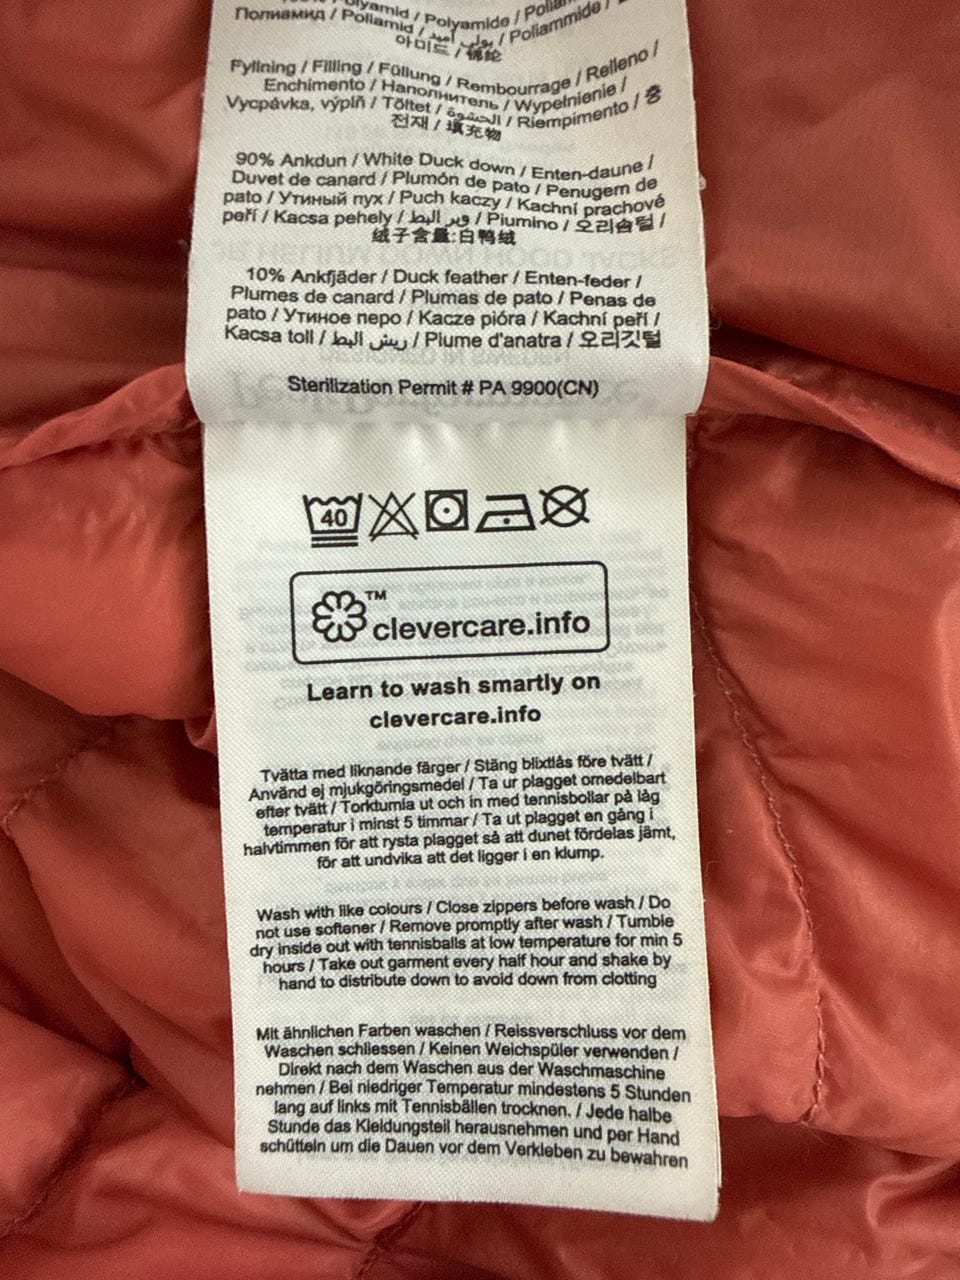 Polyamid / Polyamide /
Полиамид / Poliamid / بولي أميد / Poliammide /
아미드 / 锦纶
Fyllning / Filling / Füllung / Rembourrage / Relleno /
Enchimento / Наполнитель / Wypełnienie /
Vycpávka, výplň / Töltet / الحشوة / Riempimento / 충
전재 / 填充物
90% Ankdun / White Duck down / Enten-daune /
Duvet de canard / Plumón de pato / Penugem de
pato / Утиный пух / Puch kaczy / Kachní prachové
peří / Kacsa pehely / وبر البط / Piumino / 오리솜털 /
绒子含量:白鸭绒
10% Ankfjäder / Duck feather / Enten-feder /
Plumes de canard / Plumas de pato / Penas de
pato / Утиное перо / Kacze pióra / Kachní peří /
Kacsa toll / ريش البط / Piume d'anatra / 오리깃털
Sterilization Permit # PA 9900(CN)
40
TM
clevercare.info
Learn to wash smartly on
clevercare.info
Tvätta med liknande färger / Stäng blixtlås före tvätt /
Använd ej mjukgöringsmedel / Ta ur plagget omedelbart
efter tvätt / Torktumla ut och in med tennisbollar på låg
temperatur i minst 5 timmar / Ta ut plagget en gång i
halvtimmen för att rysta plagget så att dunet fördelas jämt,
för att undvika att det ligger i en klump.
Wash with like colours / Close zippers before wash / Do
not use softener / Remove promptly after wash / Tumble
dry inside out with tennisballs at low temperature for min 5
hours / Take out garment every half hour and shake by
hand to distribute down to avoid down from clotting
Mit ähnlichen Farben waschen / Reissverschluss vor dem
Waschen schliessen / Keinen Weichspüler verwenden /
Direkt nach dem Waschen aus der Waschmaschine
nehmen / Bei niedriger Temperatur mindestens 5 Stunden
lang auf links mit Tennisbällen trocknen. / Jede halbe
Stunde das Kleidungsteil herausnehmen und per Hand
schütteln um die Dauen vor dem Verkleben zu bewahren